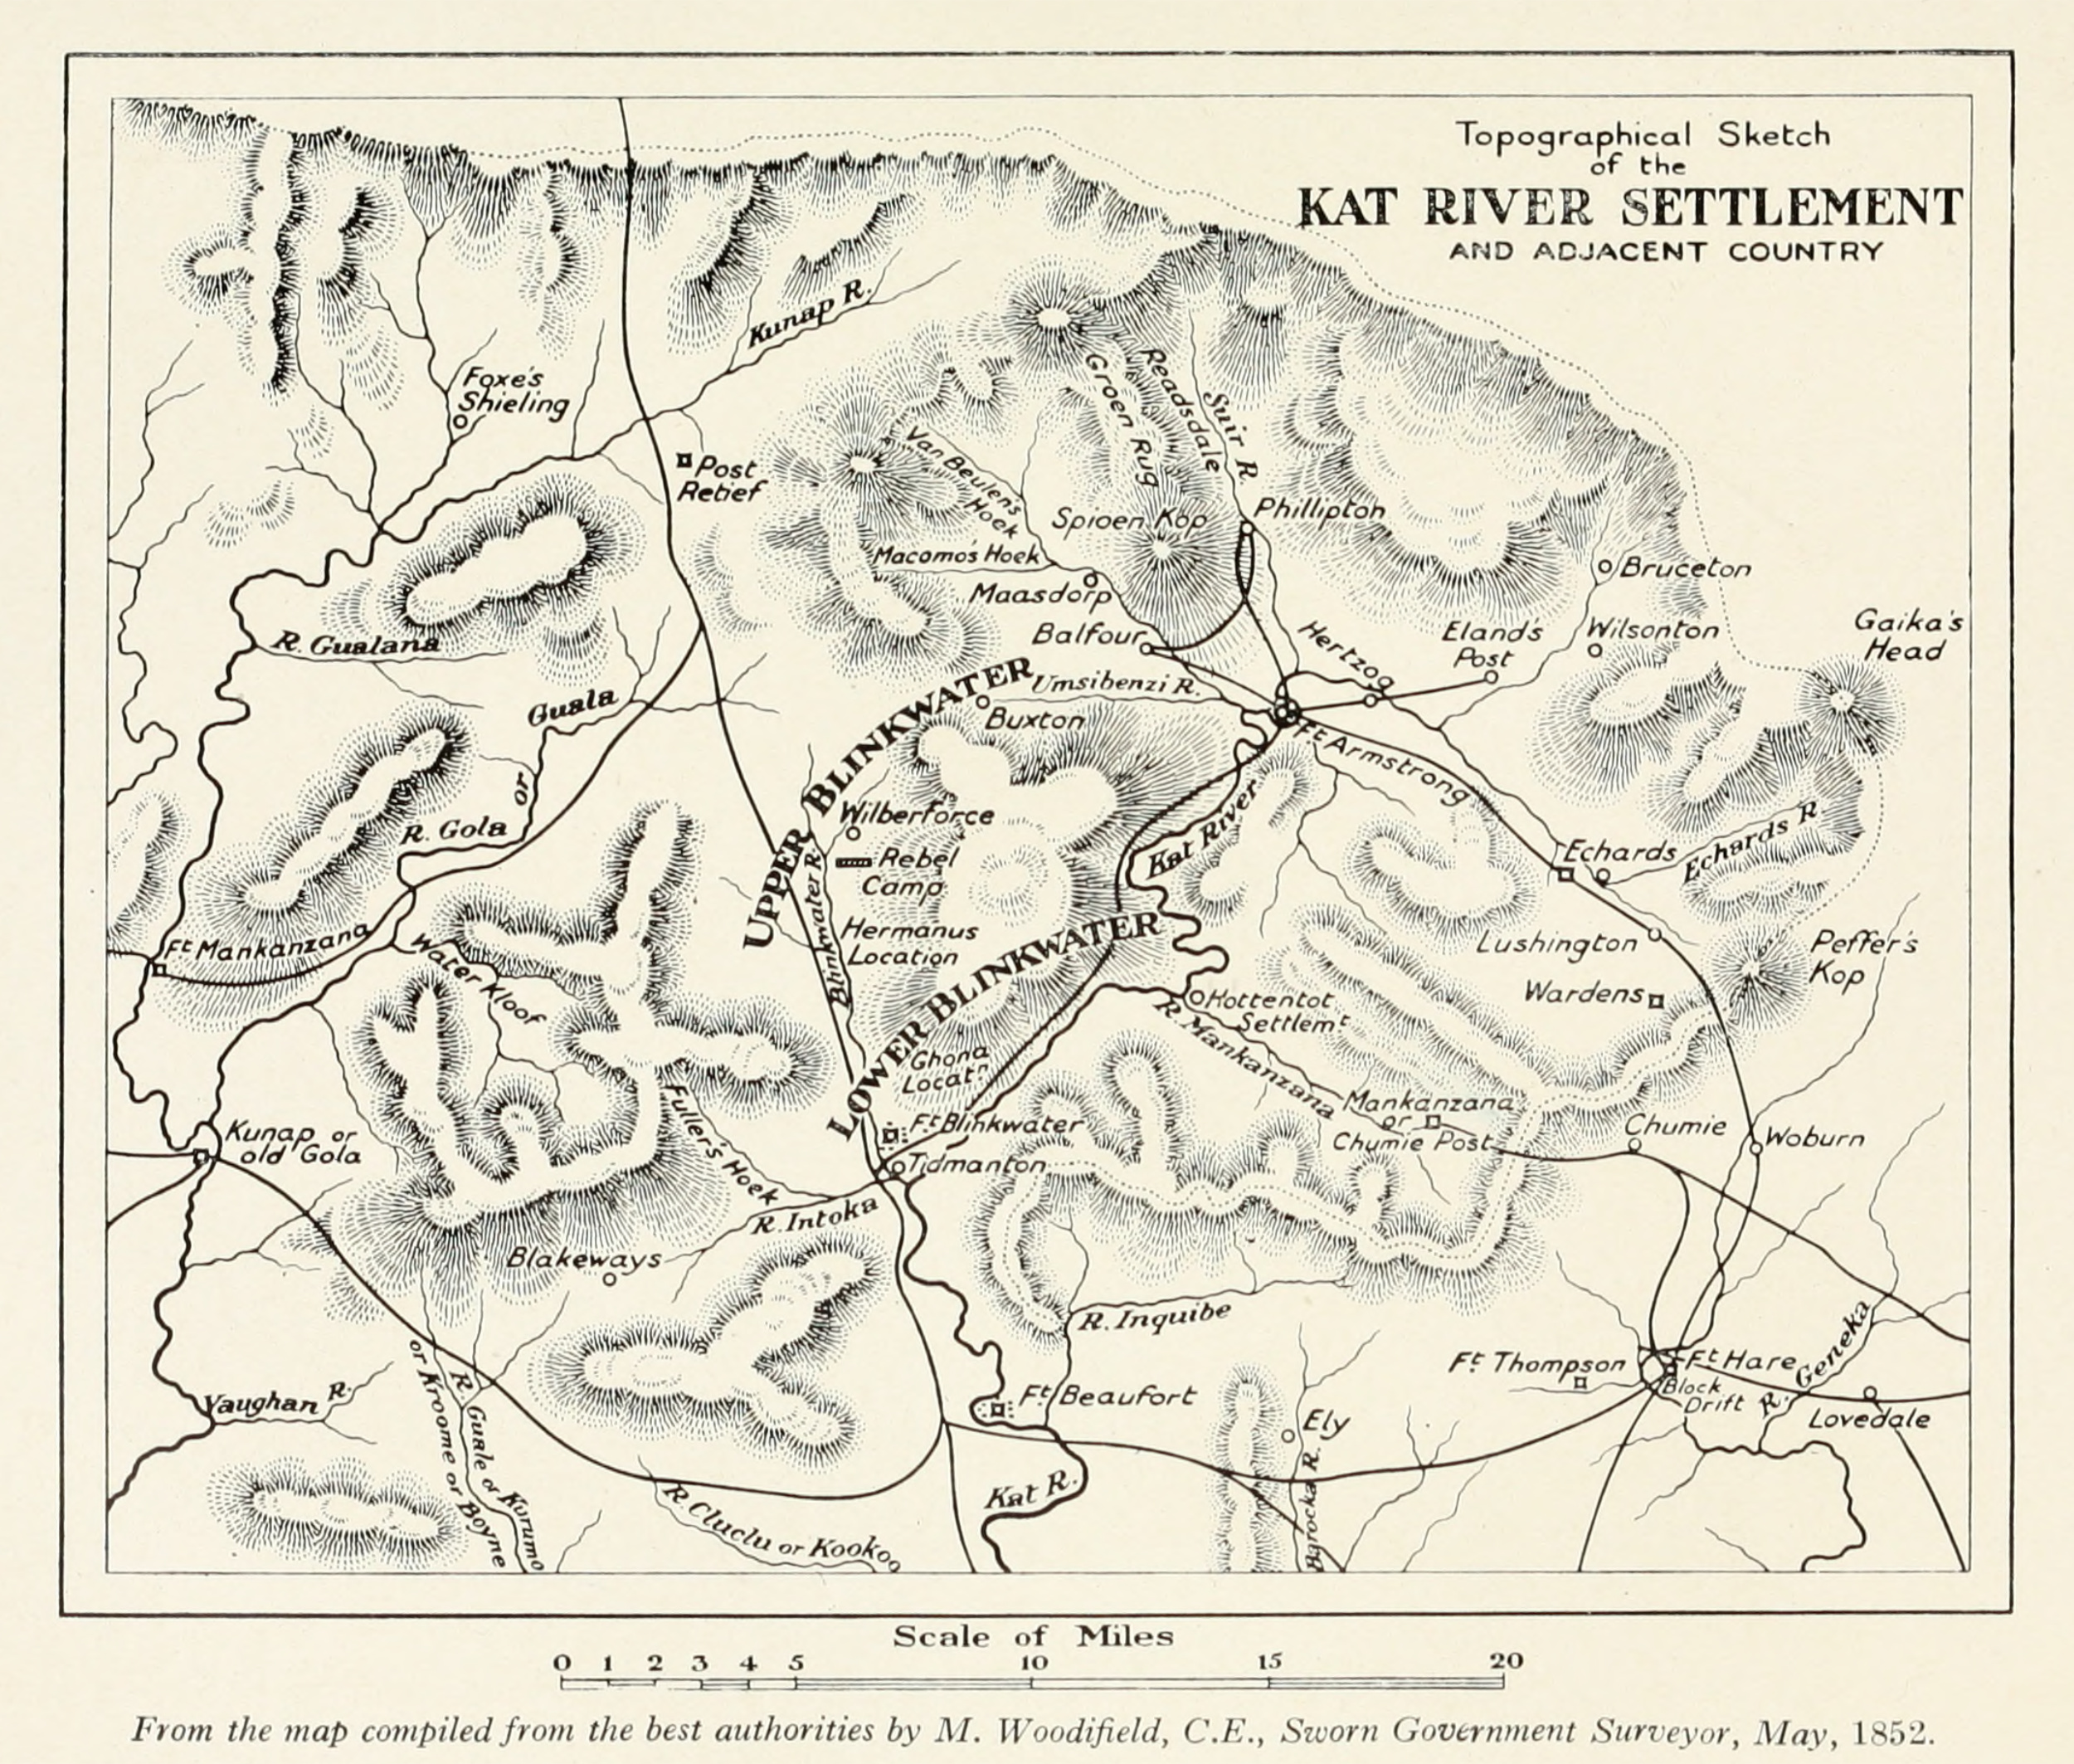 Topographical Sketch
of the
KAT RIVER SETTLEMENT
AND ADJACENT COUNTRY
Kunap R.
Foxe's
Shieling
Post
Retief
Groen Rug
Readsdale
Suir R.
Van Beulen's
Hoek
Spioen Kop
Phillipton
Macomo's Hoek
Maasdorp
Bruceton
R. Gualana
Balfour
Hertzog
Elands
Post
Wilsonton
Gaika's
Head
Umsibenzi R.
Guala
or
R. Gola
Buxton
Ft Armstrong
UPPER BLINKWATER
Wilberforce
Rebel
Camp
Kat River
Echards
Echards R.
Blinkwater R.
Hermanus
Location
LOWER BLINKWATER
Ft Mankanzana
Water Kloof
Lushington
Peffer's
Kop
Wardens
Hottentot
Settlemt
R. Mankanzana
Ghona
Locatn
Fuller's Hoek
Mankanzana
or
Chumie Post
Chumie
Woburn
Kunap or
old Gola
Ft Blinkwater
Tidmanton
R. Intoka
Blakeways
R. Inquibe
Vaughan R.
R. Guale or Kurumo
or Kroome or Boyne
Ft Beaufort
Ft Thompson
Ft Hare
Block
Drift
R. Geneka
Lovedale
Ely
Barocka R.
Kat R.
R. Cluclu or Kookoo
Scale of Miles
0 1 2 3 4 5 10 15 20
From the map compiled from the best authorities by M. Woodifield, C.E., Sworn Government Surveyor, May, 1852.